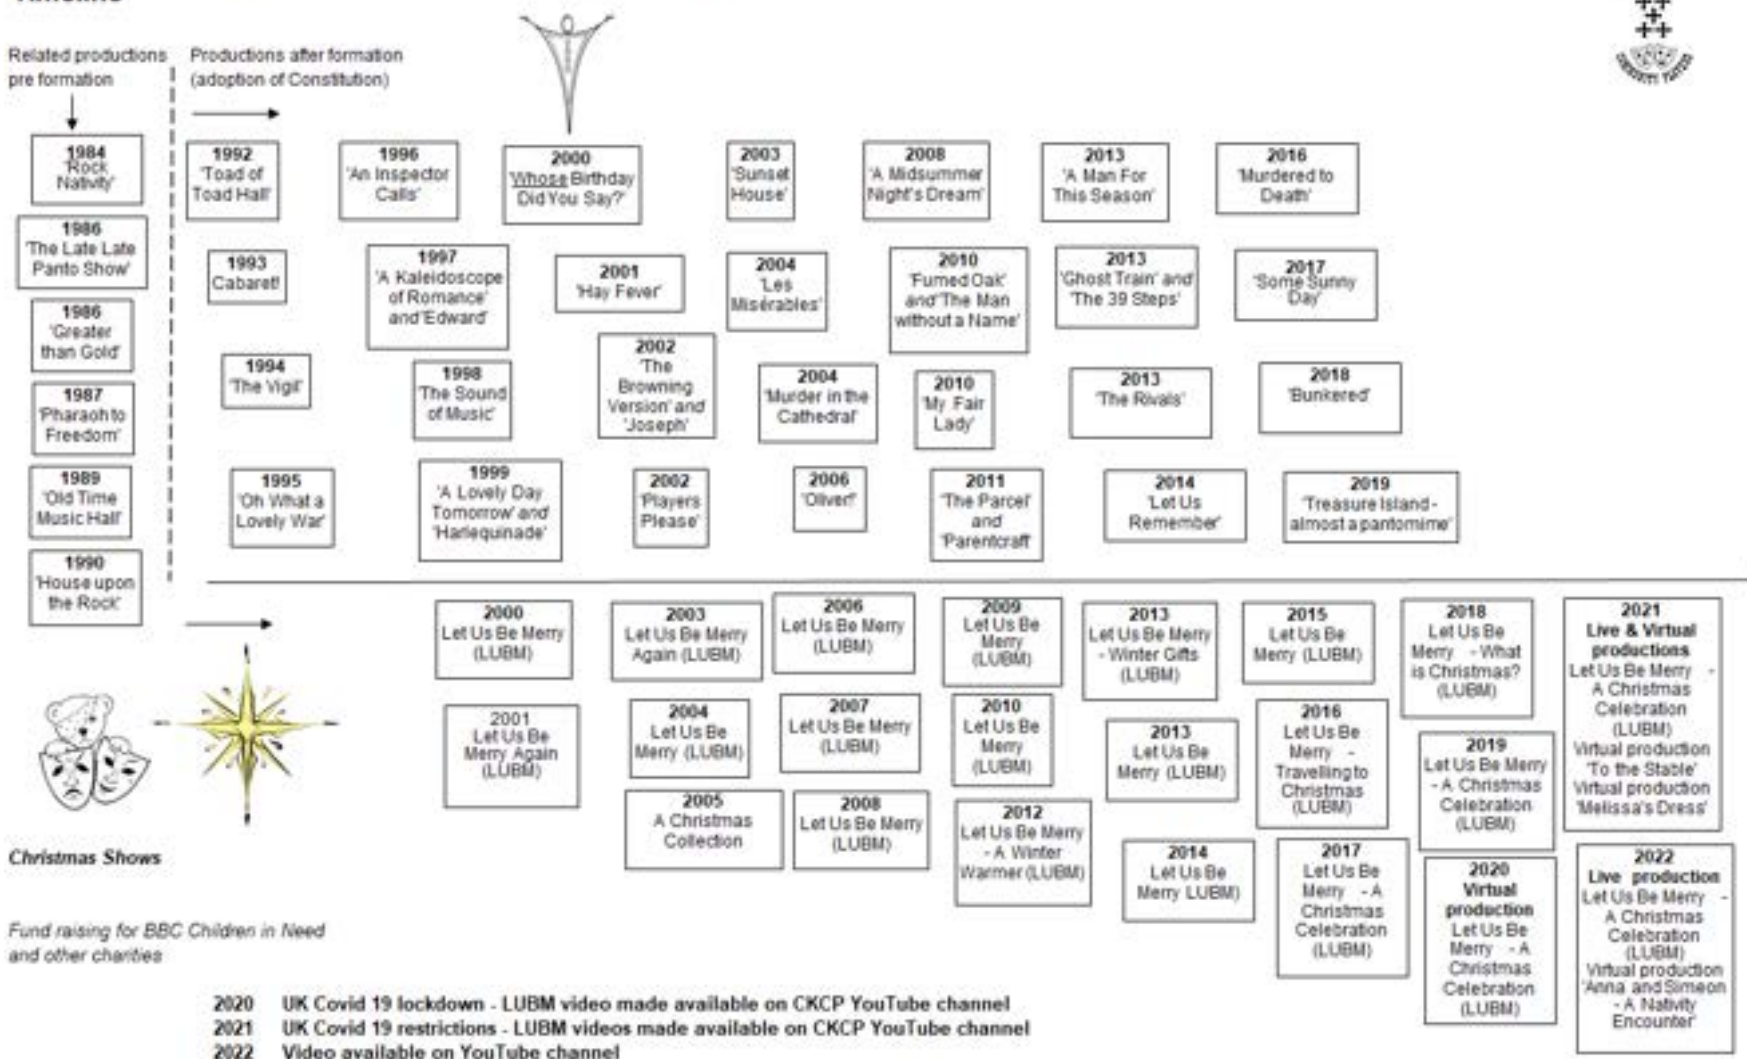 Related productions
pre formation
Productions after formation
(adoption of Constitution)
1984
'Rock
Nativity'
1986
'The Late Late
Panto Show'
1986
'Greater
than Gold'
1987
'Pharaoh to
Freedom'
1989
'Old Time
Music Hall'
1990
'House upon
the Rock'
1992
'Toad of
Toad Hall'
1993
Cabaret!
1994
'The Vigil'
1995
'Oh What a
Lovely War'
1996
'An Inspector
Calls'
1997
'A Kaleidoscope
of Romance'
and 'Edward'
1998
'The Sound
of Music'
1999
'A Lovely Day
Tomorrow' and
'Harlequinade'
2000
'Whose Birthday
Did You Say?'
2001
'Hay Fever'
2002
'The
Browning
Version' and
'Joseph'
2002
'Players
Please'
2003
'Sunset
House'
2004
'Les
Misérables'
2004
'Murder in the
Cathedral'
2006
'Oliver!'
2008
'A Midsummer
Night's Dream'
2010
'Fumed Oak'
and 'The Man
without a Name'
2010
'My Fair
Lady'
2011
'The Parcel'
and
'Parentcraft'
2013
'A Man For
This Season'
2013
'Ghost Train' and
'The 39 Steps'
2013
'The Rivals'
2014
'Let Us
Remember'
2016
'Murdered to
Death'
2017
'Some Sunny
Day'
2018
'Bunkered'
2019
'Treasure Island -
almost a pantomime'
2000
Let Us Be Merry
(LUBM)
2001
Let Us Be
Merry Again
(LUBM)
2003
Let Us Be Merry
Again (LUBM)
2004
Let Us Be
Merry (LUBM)
2005
A Christmas
Collection
2006
Let Us Be Merry
(LUBM)
2007
Let Us Be Merry
(LUBM)
2008
Let Us Be Merry
(LUBM)
2009
Let Us Be
Merry
(LUBM)
2010
Let Us Be
Merry
(LUBM)
2012
Let Us Be Merry
- A Winter
Warmer (LUBM)
2013
Let Us Be Merry
- Winter Gifts
(LUBM)
2013
Let Us Be
Merry (LUBM)
2014
Let Us Be
Merry LUBM)
2015
Let Us Be
Merry (LUBM)
2016
Let Us Be
Merry -
Travelling to
Christmas
(LUBM)
2017
Let Us Be
Merry - A
Christmas
Celebration
(LUBM)
2018
Let Us Be
Merry - What
is Christmas?
(LUBM)
2019
Let Us Be Merry
- A Christmas
Celebration
(LUBM)
2020
Virtual
production
Let Us Be
Merry - A
Christmas
Celebration
(LUBM)
2021
Live & Virtual
productions
Let Us Be Merry -
A Christmas
Celebration
(LUBM)
Virtual production
'To the Stable'
Virtual production
'Melissa's Dress'
2022
Live production
Let Us Be Merry -
A Christmas
Celebration
(LUBM)
Virtual production
'Anna and Simeon
- A Nativity
Encounter'
Christmas Shows
Fund raising for BBC Children in Need
and other charities
2020 UK Covid 19 lockdown - LUBM video made available on CKCP YouTube channel
2021 UK Covid 19 restrictions - LUBM videos made available on CKCP YouTube channel
2022 Video available on YouTube channel